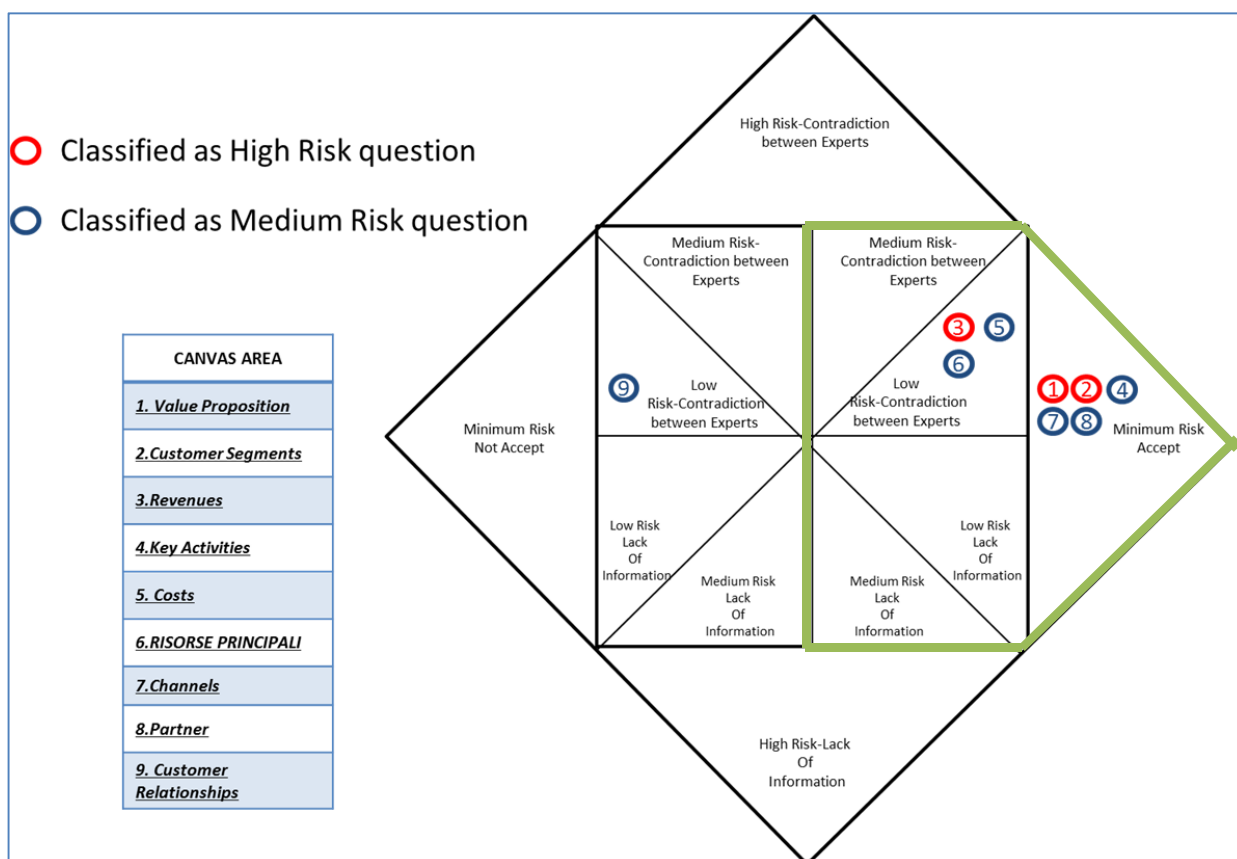 Classified as High Risk question
Classified as Medium Risk question
CANVAS AREA
1. Value Proposition
2.Customer Segments
3.Revenues
4.Key Activities
5. Costs
6.RISORSE PRINCIPALI
7.Channels
8.Partner
9. Customer
Relationships
High Risk-Contradiction
between Experts
Medium Risk-
Contradiction between
Experts
Medium Risk-
Contradiction between
Experts
3
5
6
9
Low
Risk-Contradiction
between Experts
Low
Risk-Contradiction
between Experts
1
2
4
7
8
Minimum Risk
Not Accept
Minimum Risk
Accept
Low Risk
Lack
Of
Information
Medium Risk
Lack
Of
Information
Medium Risk
Lack
Of
Information
Low Risk
Lack
Of
Information
High Risk-Lack
Of
Information